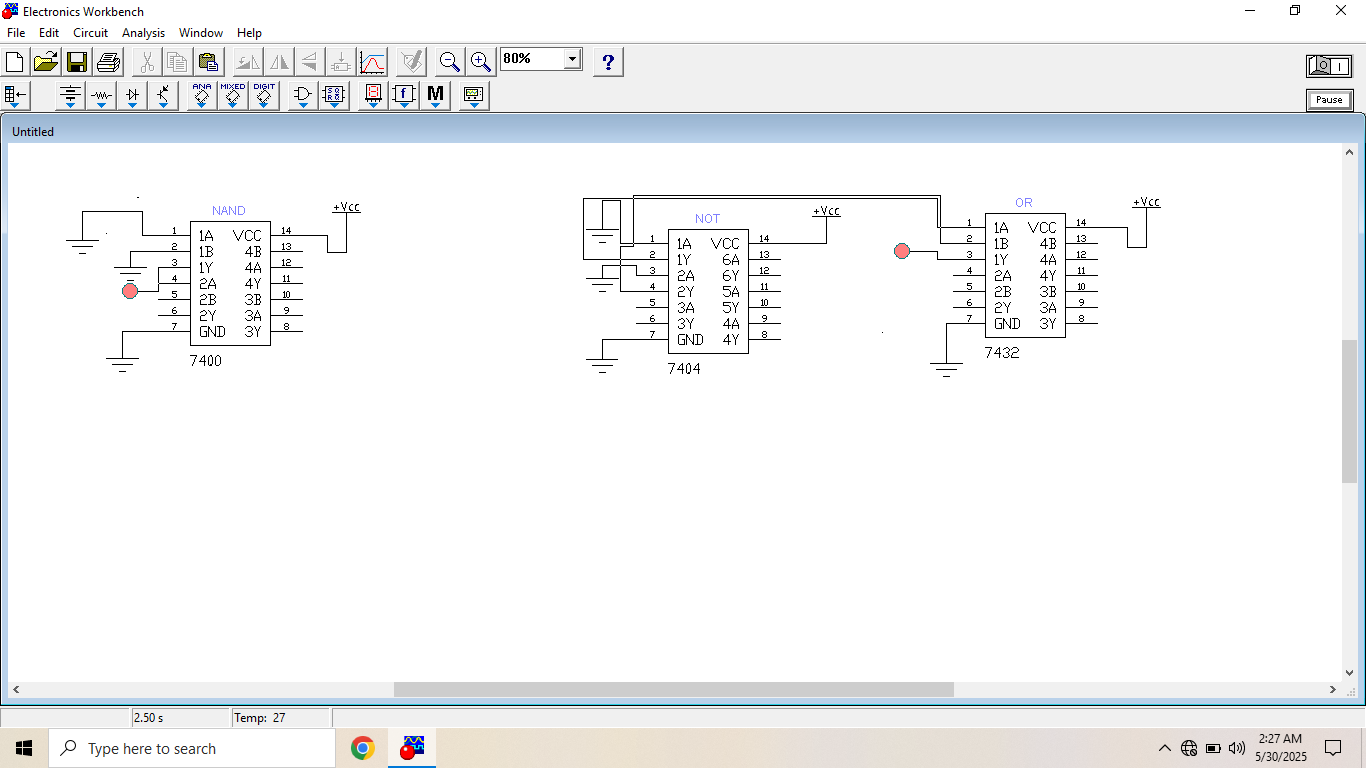 Electronics Workbench
File Edit Circuit Analysis Window Help
80%
?
ANA MIXED DIGIT
f M
Pause
Untitled
NAND
+Vcc
1 1A VCC 14
2 1B 4B 13
3 1Y 4A 12
4 2A 4Y 11
5 2B 3B 10
6 2Y 3A 9
7 GND 3Y 8
7400
NOT
+Vcc
1 1A VCC 14
2 1Y 6A 13
3 2A 6Y 12
4 2Y 5A 11
5 3A 5Y 10
6 3Y 4A 9
7 GND 4Y 8
7404
OR
+Vcc
1 1A VCC 14
2 1B 4B 13
3 1Y 4A 12
4 2A 4Y 11
5 2B 3B 10
6 2Y 3A 9
7 GND 3Y 8
7432
2.50 s
Temp: 27
Type here to search
2:27 AM
5/30/2025